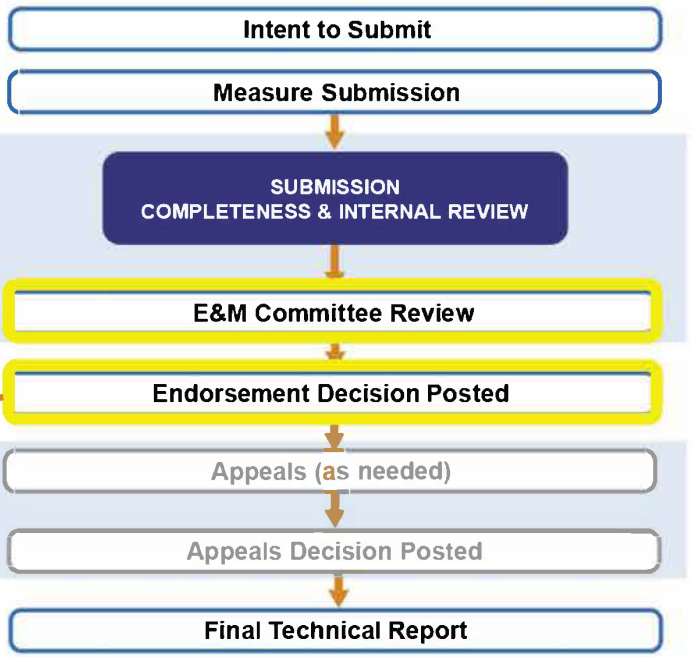 Intent to Submit
Measure Submission
SUBMISSION
COMPLETENESS & INTERNAL REVIEW
E&M Committee Review
Endorsement Decision Posted
Appeals (as needed)
Appeals Decision Posted
Final Technical Report